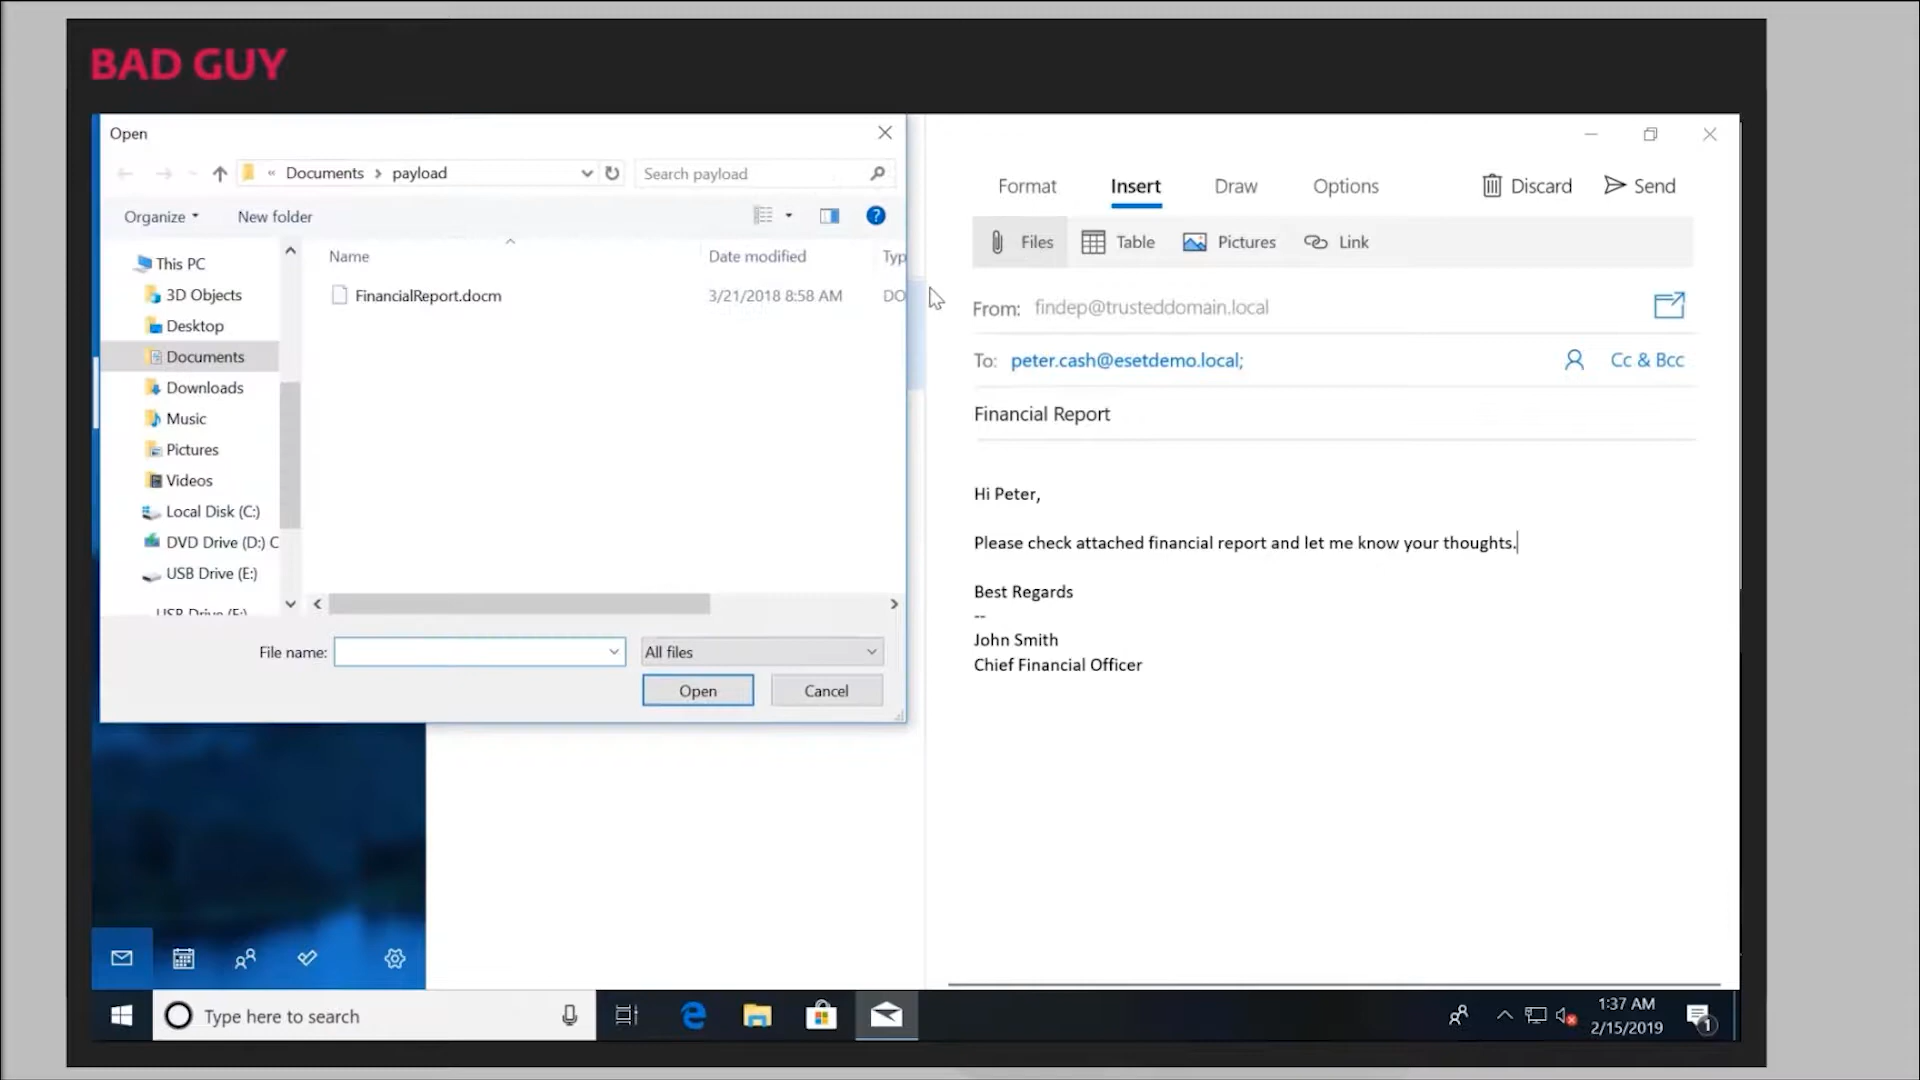 BAD GUY
Open
« Documents > payload
Search payload
Organize
New folder
?
Name
Date modified
Typ
This PC
3D Objects
Desktop
Documents
Downloads
Music
Pictures
Videos
Local Disk (C:)
DVD Drive (D:) C
USB Drive (E:)
USB Drive (F:)
FinancialReport.docm
3/21/2018 8:58 AM
DO
File name:
All files
Open
Cancel
Format
Insert
Draw
Options
Discard
Send
Files
Table
Pictures
Link
From: findep@trusteddomain.local
To: peter.cash@esetdemo.local;
Cc & Bcc
Financial Report
Hi Peter,
Please check attached financial report and let me know your thoughts.
Best Regards
--
John Smith
Chief Financial Officer
Type here to search
1:37 AM
2/15/2019
1